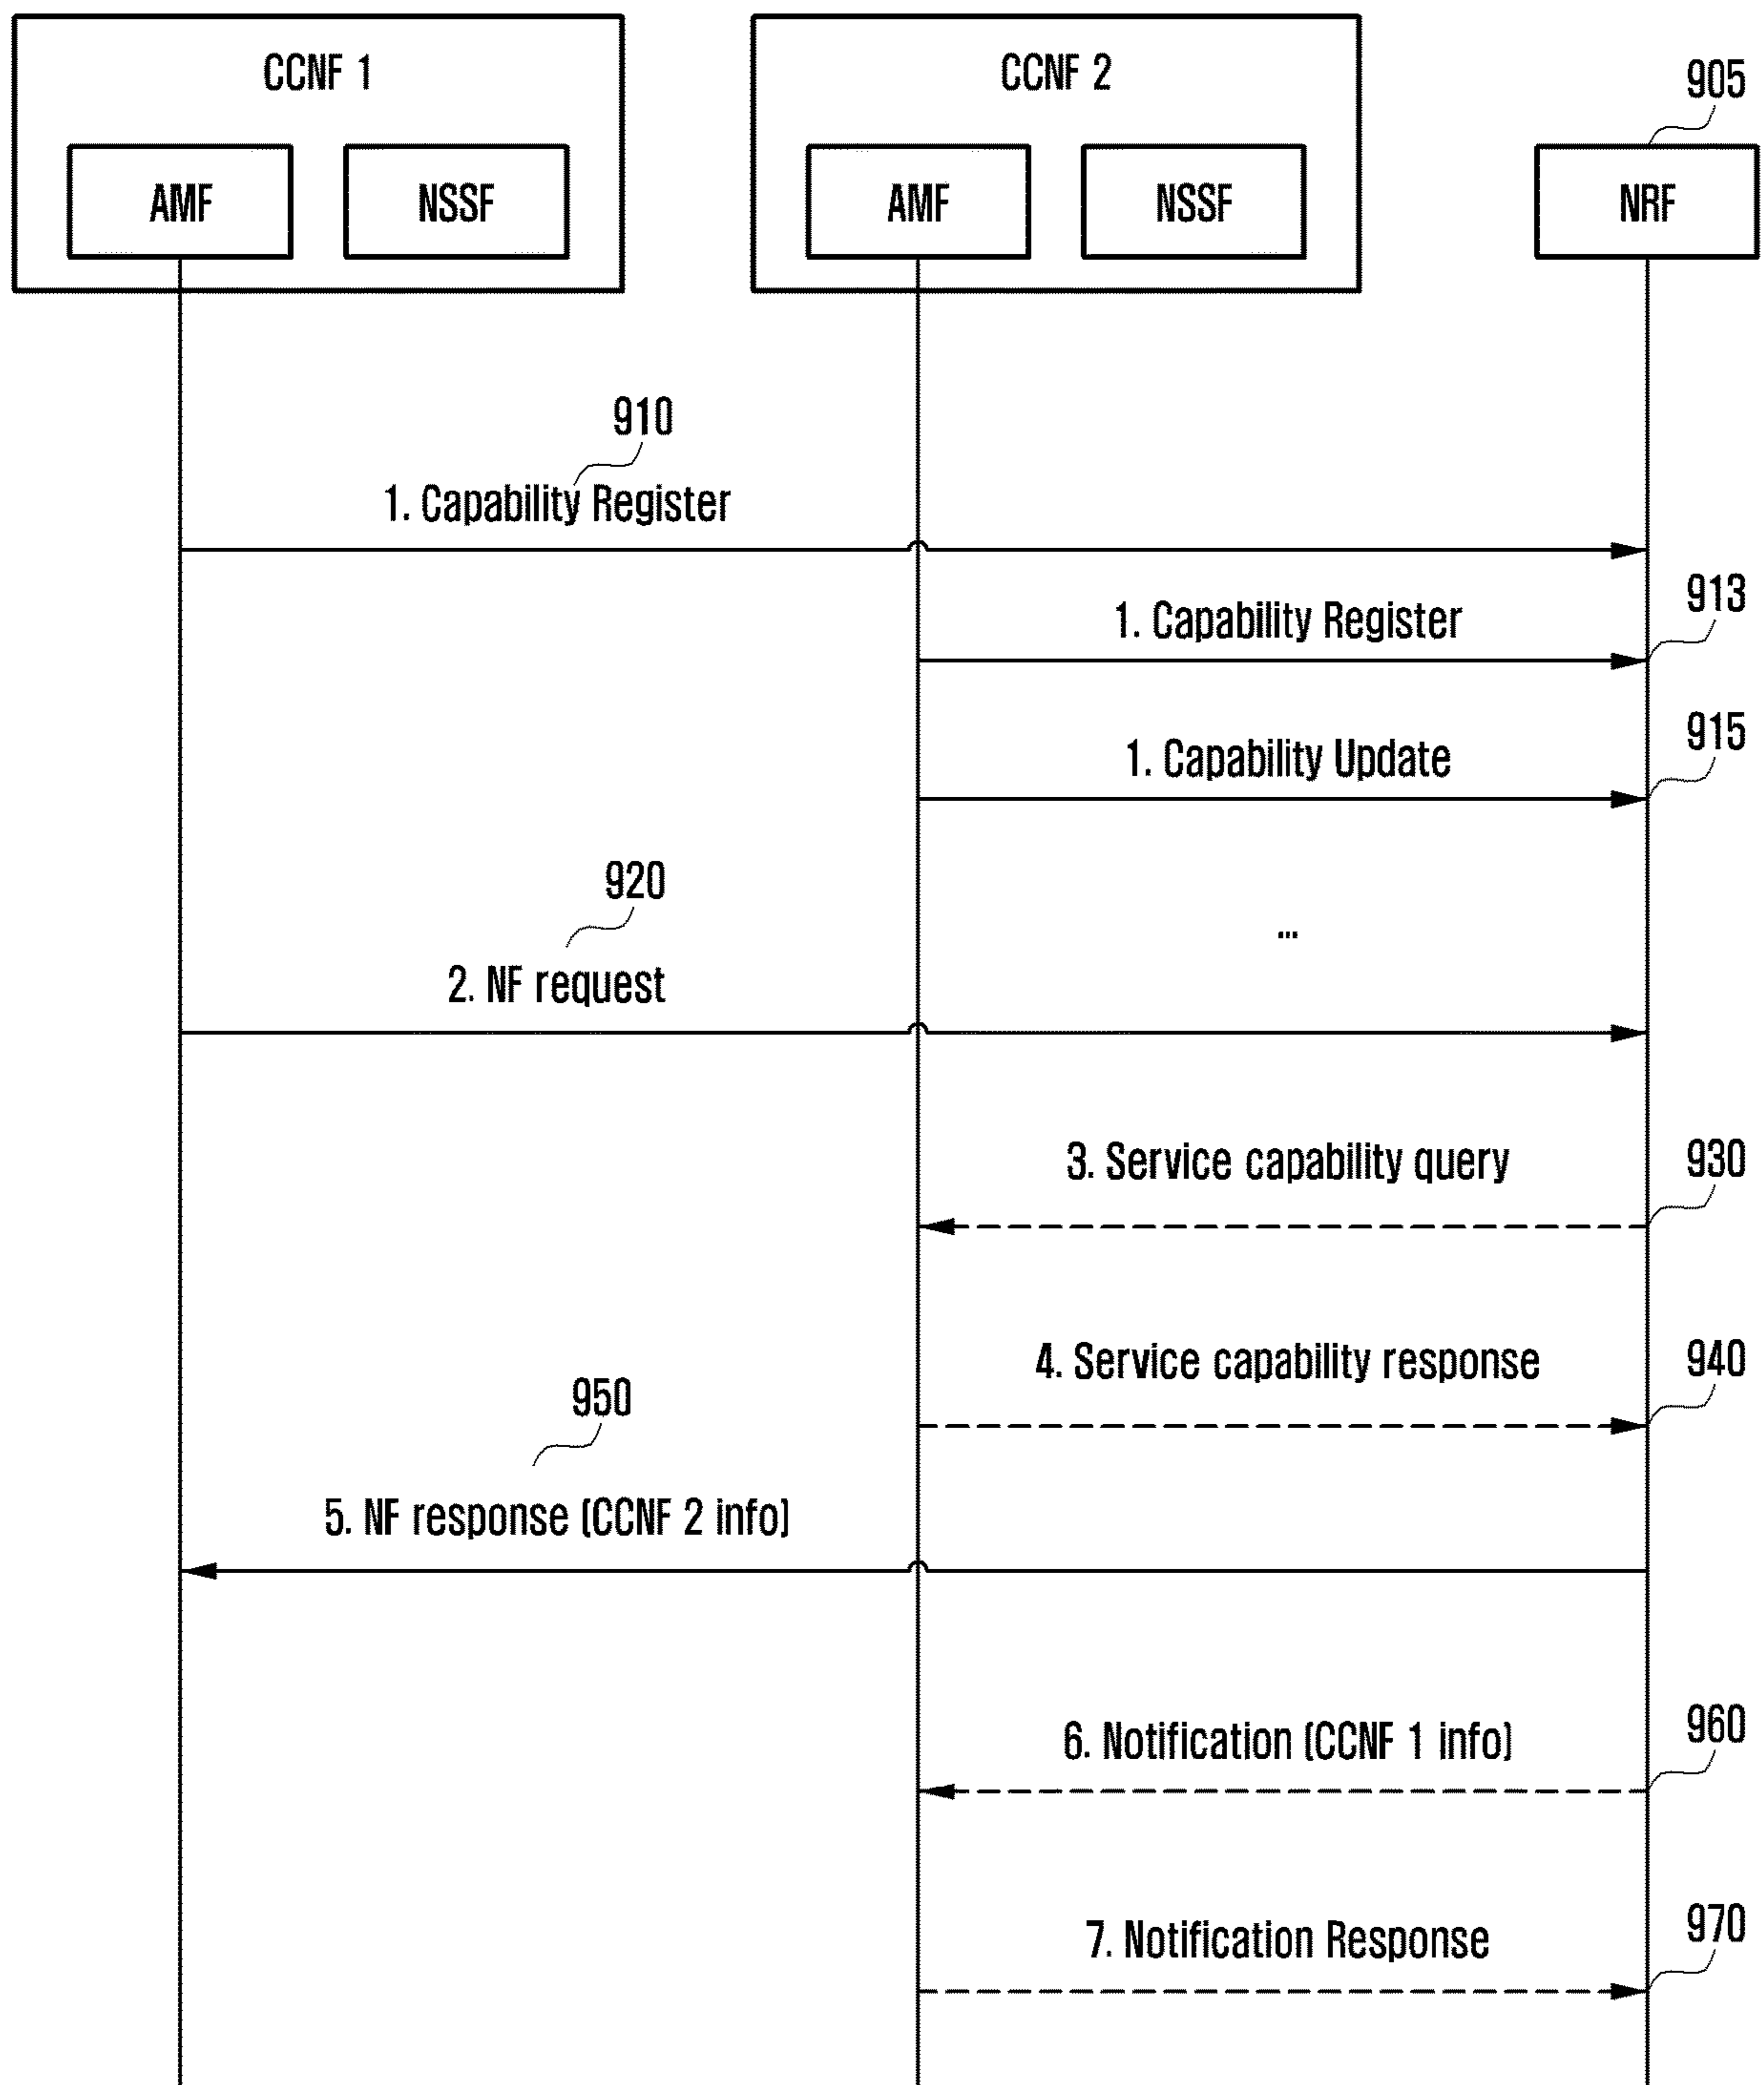 CCNF 1
CCNF 2
905
AMF
NSSF
AMF
NSSF
NRF
910
1. Capability Register
913
1. Capability Register
915
1. Capability Update
920
...
2. NF request
930
3. Service capability query
940
4. Service capability response
950
5. NF response (CCNF 2 info)
960
6. Notification (CCNF 1 info)
970
7. Notification Response